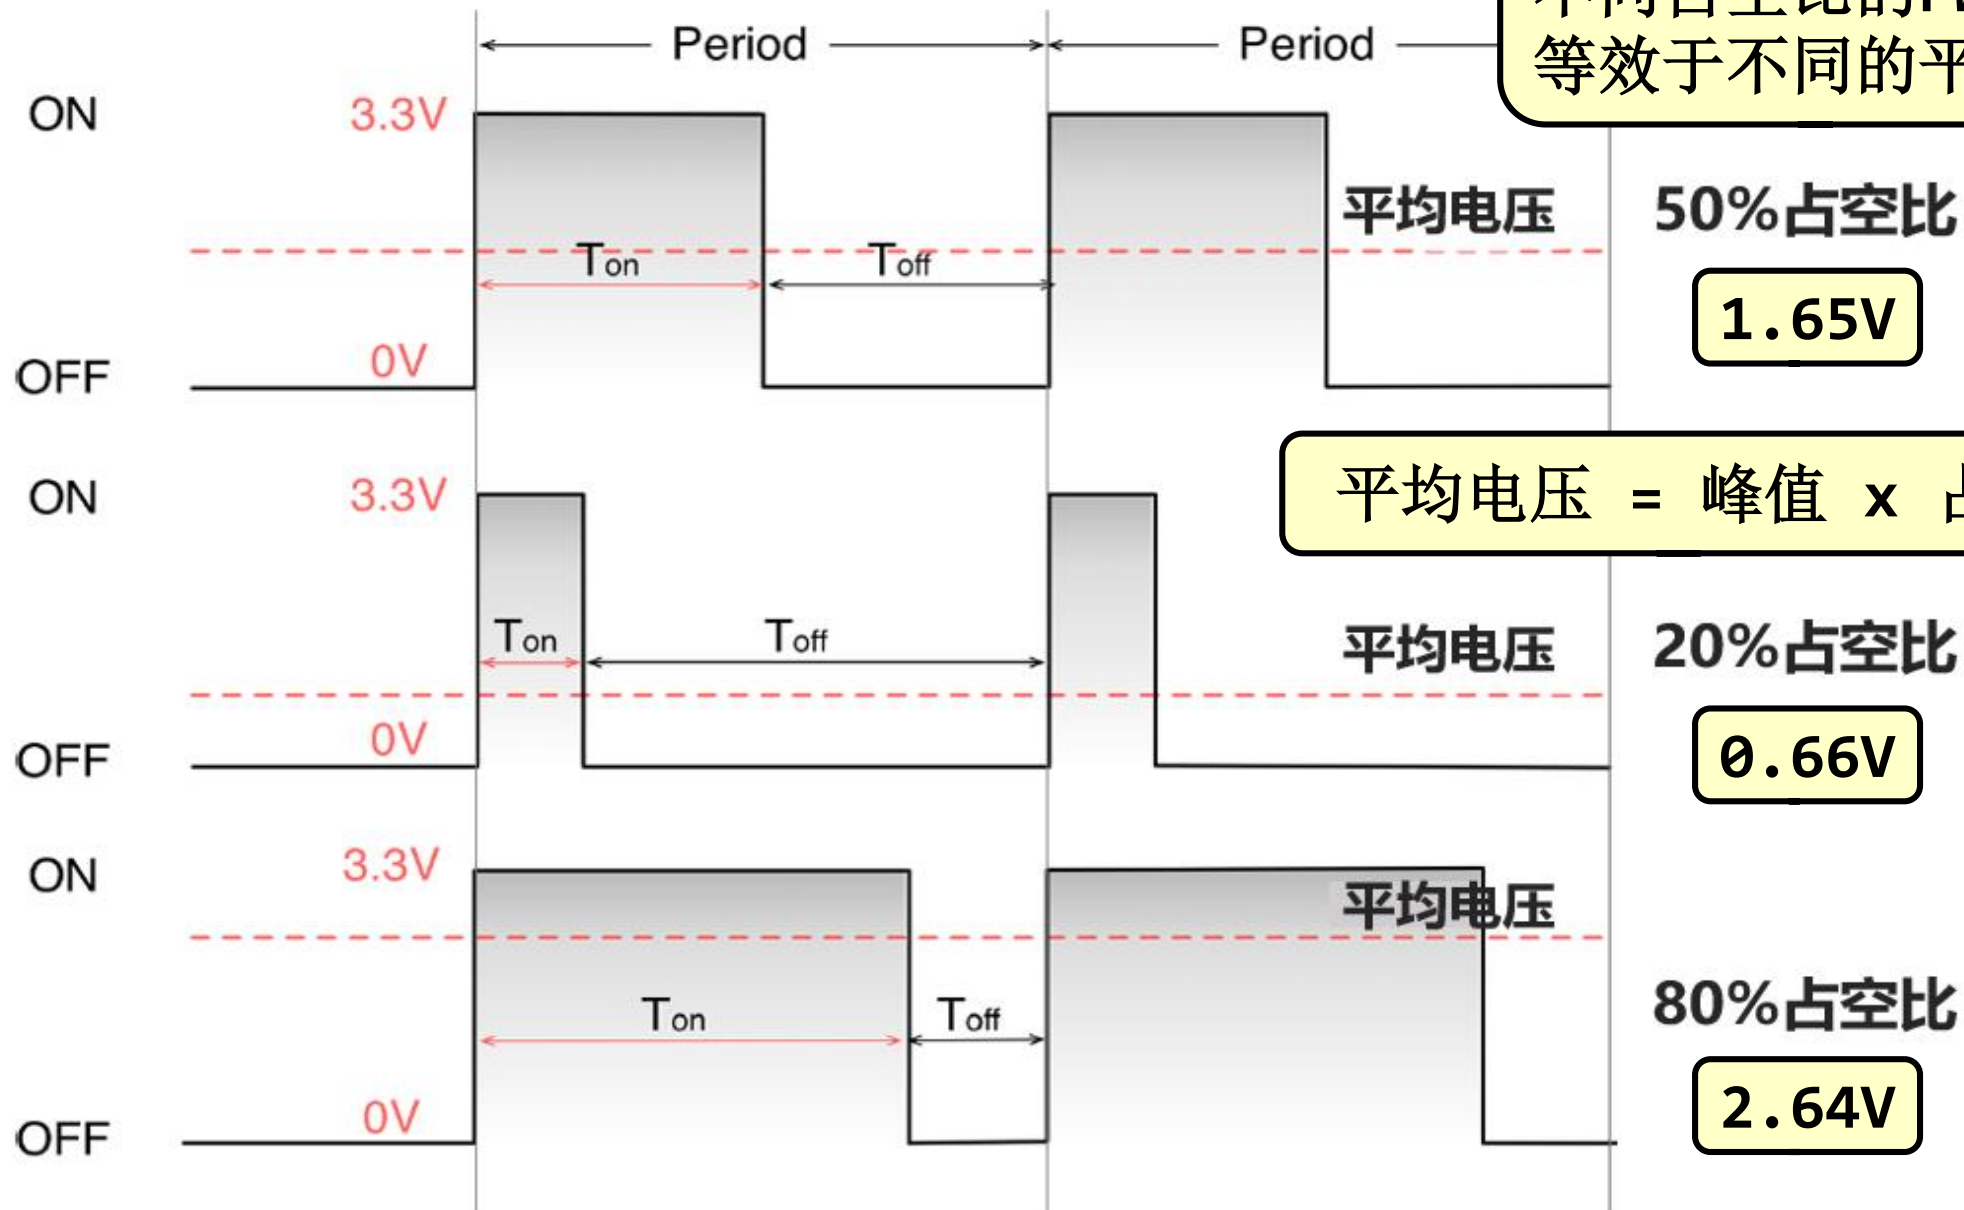 Period Period
等效于不同的平
ON 3.3V
平均电压 50%占空比
Ton Toff
1.65V
OFF 0V
平均电压 = 峰值 x
ON 3.3V
Ton Toff 平均电压 20%占空比
OFF 0V
0.66V
ON 3.3V
平均电压
Ton Toff 80%占空比
OFF 0V
2.64V